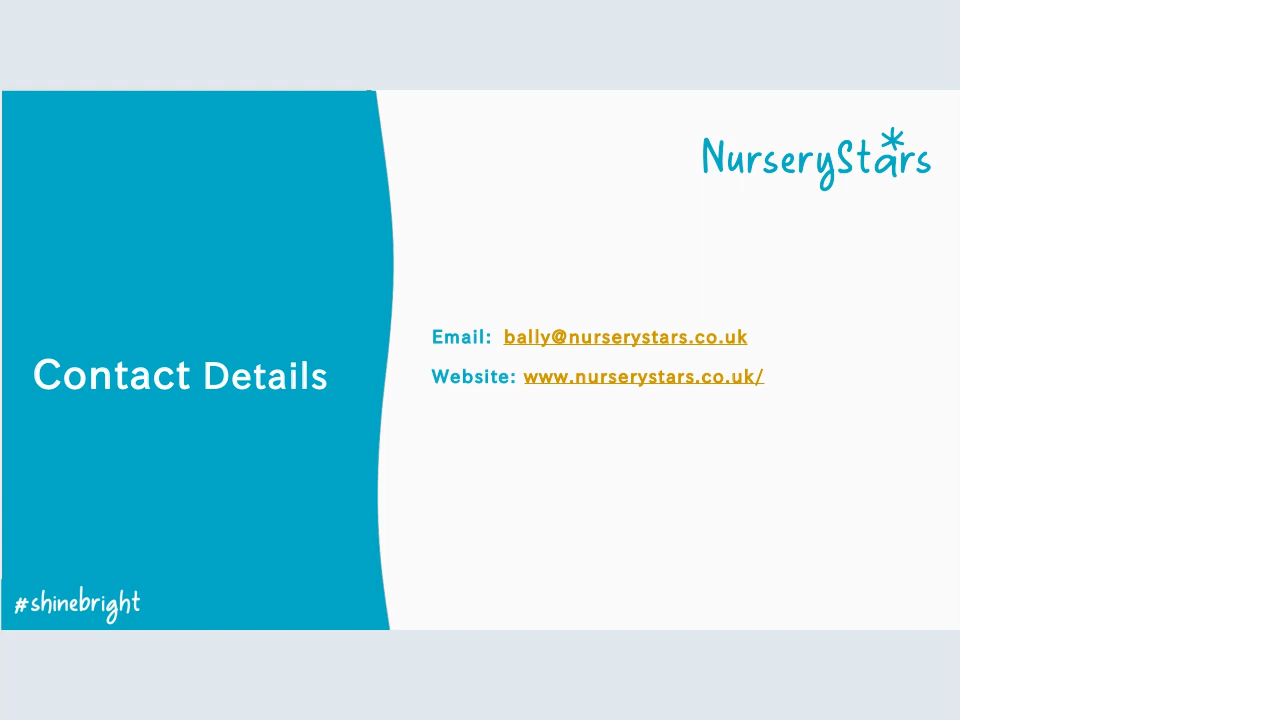 NurseryStars
Email: bally@nurserystars.co.uk
Website: www.nurserystars.co.uk/
Contact Details
#shinebright